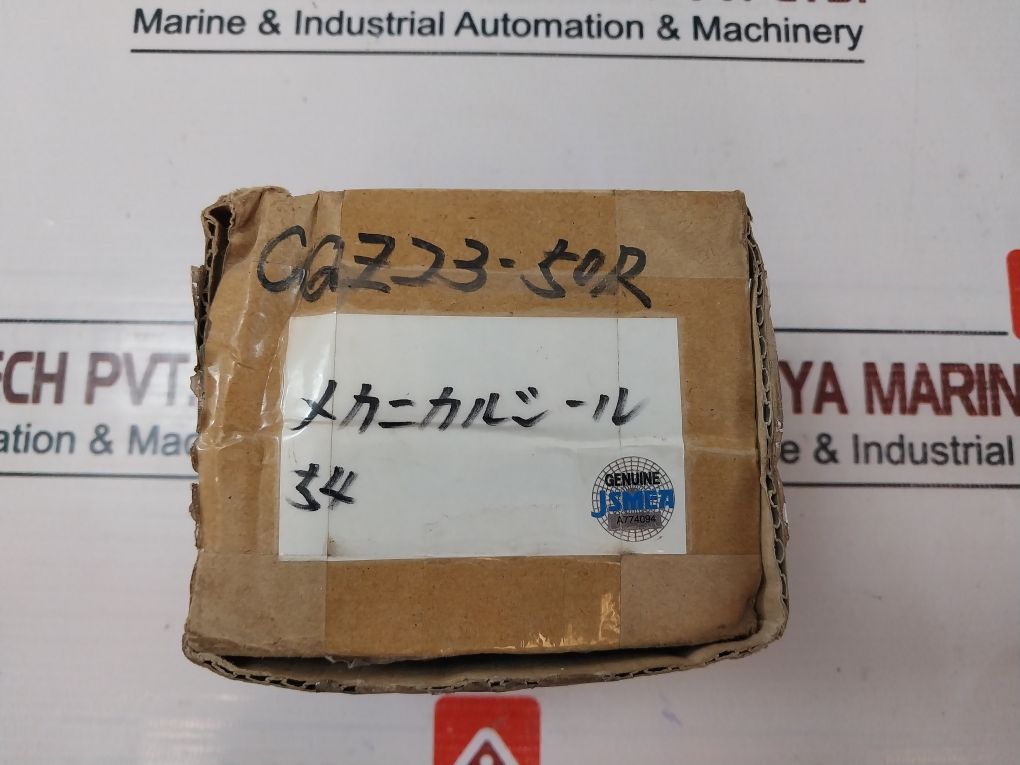 Marine & Industrial Automation & Machinery
CGZ23-50R
ECH PVT
YA MARIN
ation & Mac
e & Industrial
メカニカルシール
54
GENUINE
JSMEA
A774094